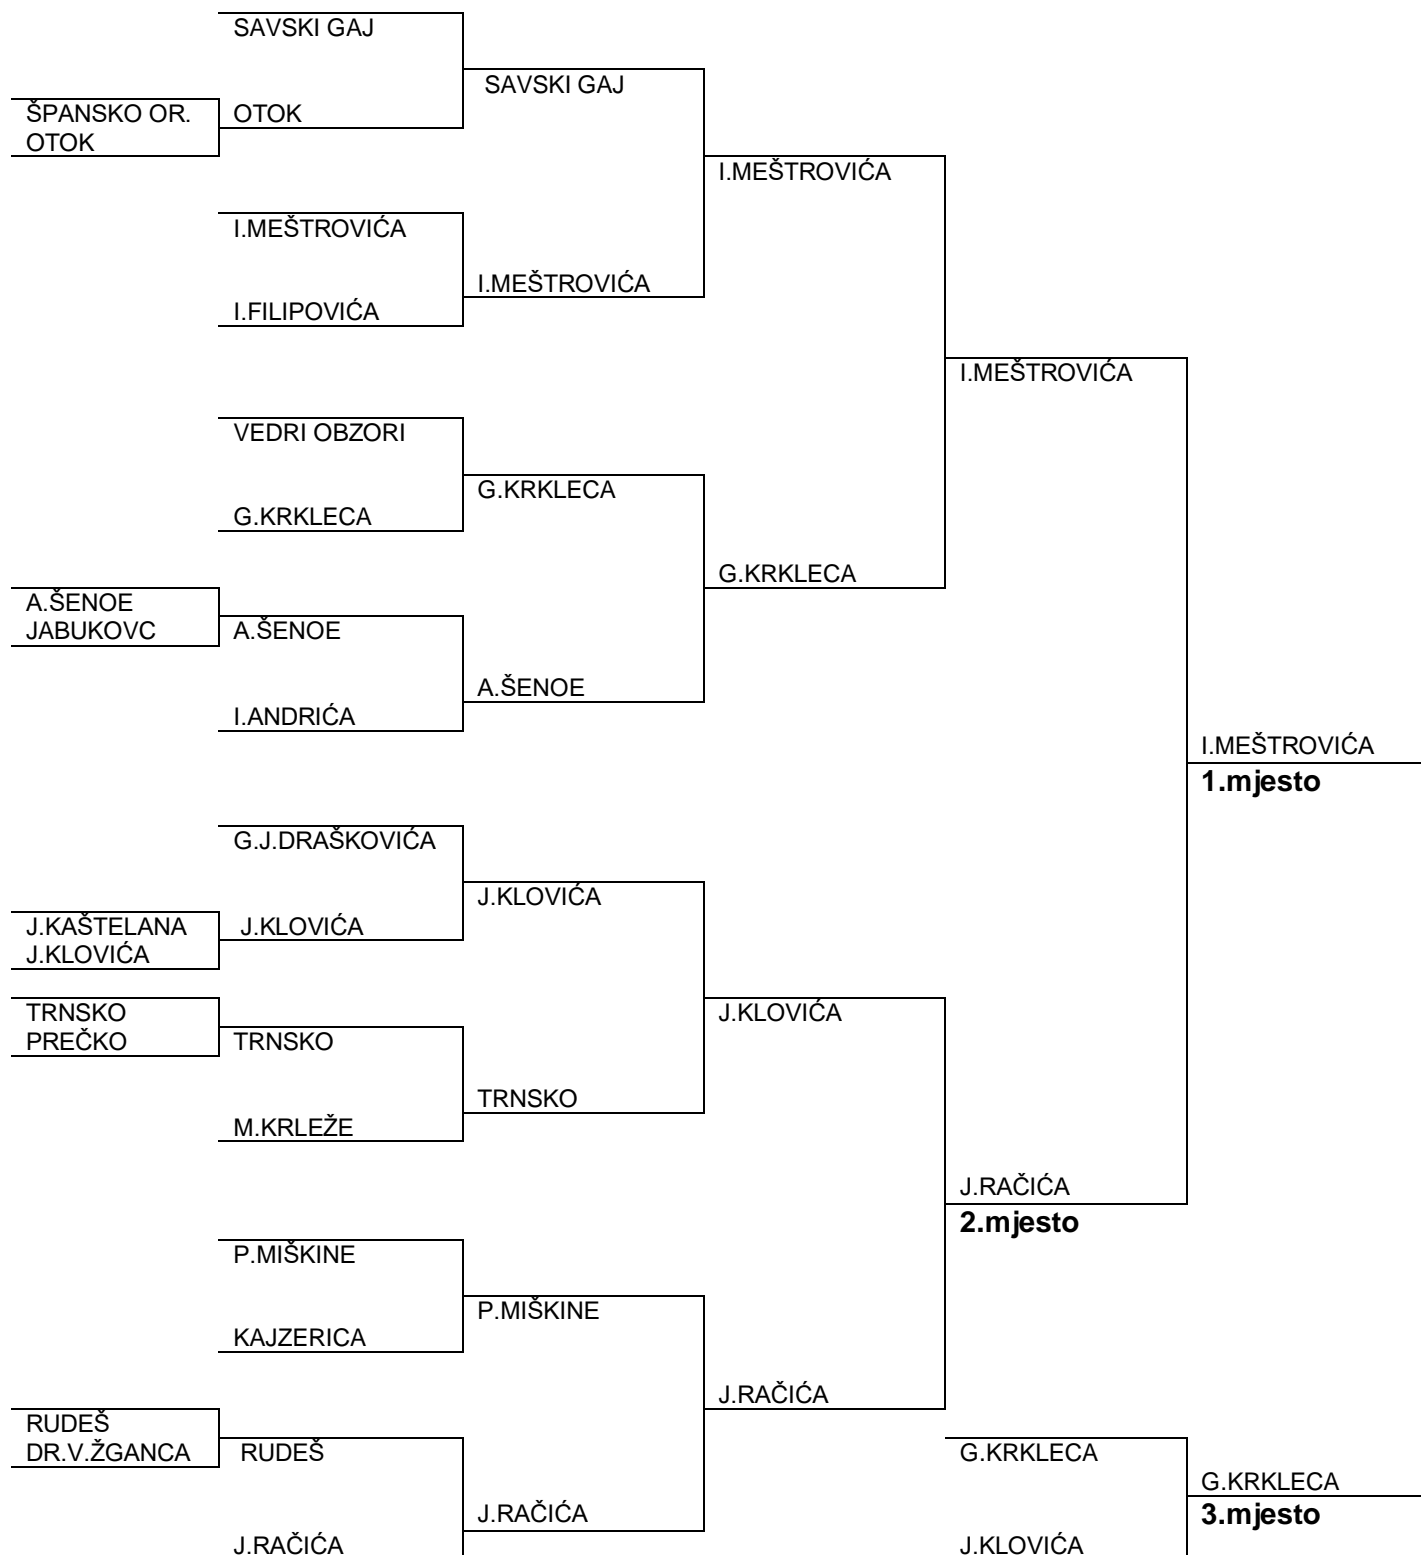 SAVSKI GAJ
SAVSKI GAJ
ŠPANSKO OR.
OTOK
OTOK
I.MEŠTROVIĆA
I.MEŠTROVIĆA
I.MEŠTROVIĆA
I.FILIPOVIĆA
I.MEŠTROVIĆA
VEDRI OBZORI
G.KRKLECA
G.KRKLECA
G.KRKLECA
A.ŠENOE
JABUKOVC
A.ŠENOE
A.ŠENOE
I.ANDRIĆA
I.MEŠTROVIĆA
1.mjesto
G.J.DRAŠKOVIĆA
J.KLOVIĆA
J.KAŠTELANA
J.KLOVIĆA
J.KLOVIĆA
TRNSKO
PREČKO
J.KLOVIĆA
TRNSKO
TRNSKO
M.KRLEŽE
J.RAČIĆA
2.mjesto
P.MIŠKINE
P.MIŠKINE
KAJZERICA
J.RAČIĆA
RUDEŠ
DR.V.ŽGANCA
RUDEŠ
G.KRKLECA
G.KRKLECA
3.mjesto
J.RAČIĆA
J.RAČIĆA
J.KLOVIĆA